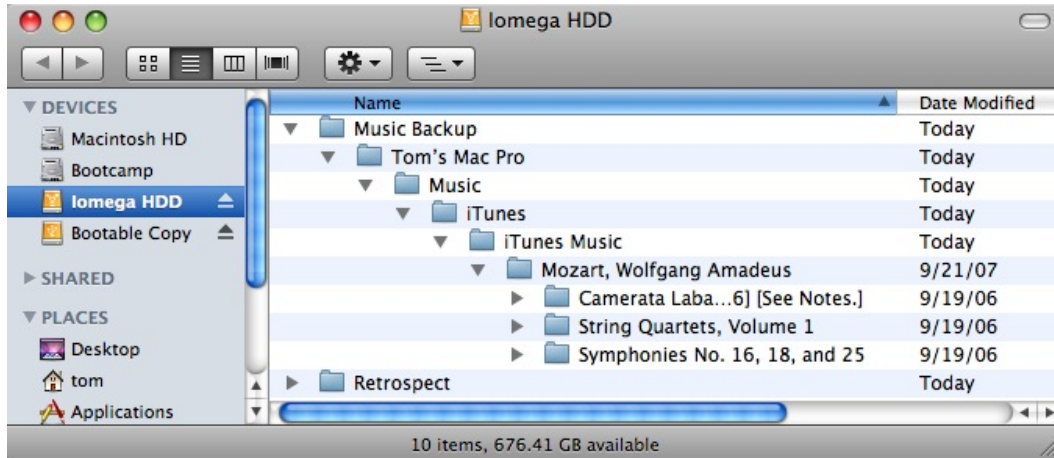 Iomega HDD
DEVICES
Macintosh HD
Bootcamp
Iomega HDD
Bootable Copy
SHARED
PLACES
Desktop
tom
Applications
Name Date Modified
Music Backup Today
Tom's Mac Pro Today
Music Today
iTunes Today
iTunes Music Today
Mozart, Wolfgang Amadeus 9/21/07
Camerata Laba...6] [See Notes.] 9/19/06
String Quartets, Volume 1 9/19/06
Symphonies No. 16, 18, and 25 9/19/06
Retrospect Today
10 items, 676.41 GB available